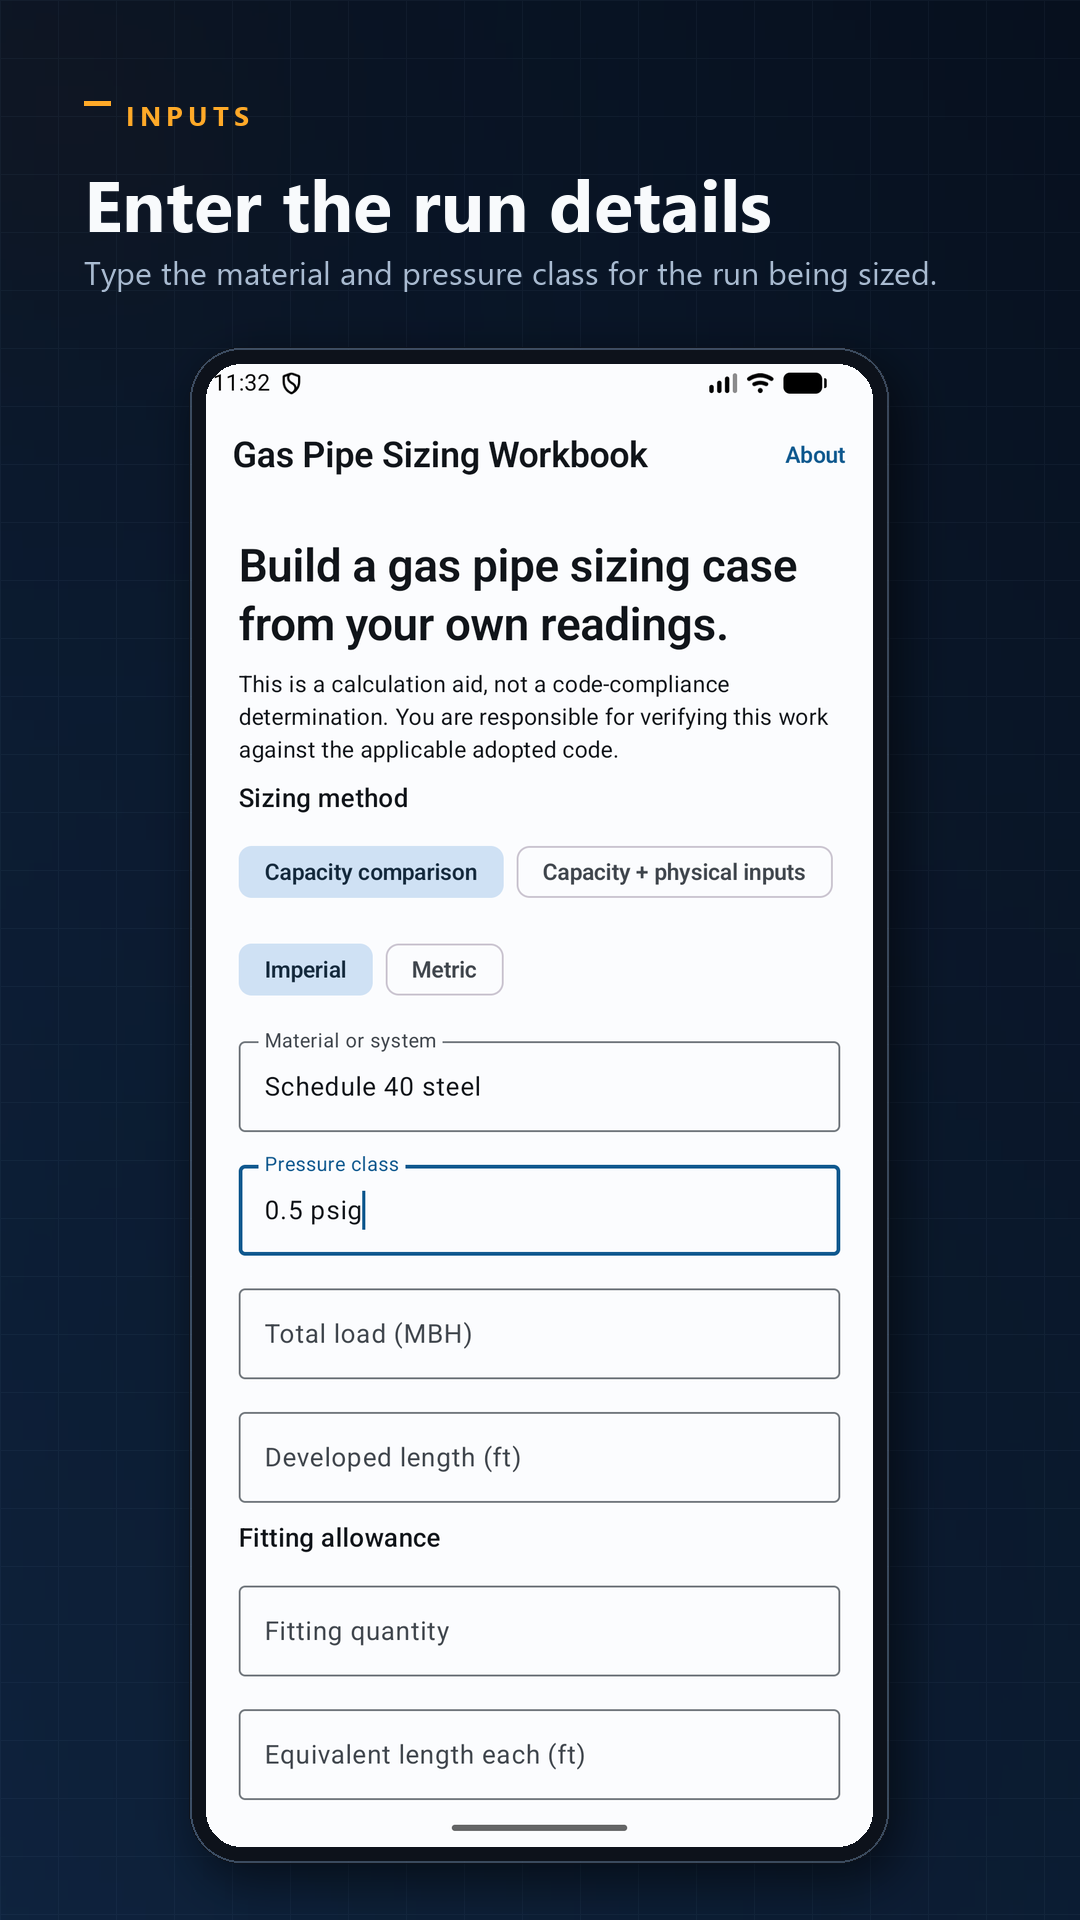 INPUTS
Enter the run details
Type the material and pressure class for the run being sized.
11:32
Gas Pipe Sizing Workbook
About
Build a gas pipe sizing case
from your own readings.
This is a calculation aid, not a code-compliance
determination. You are responsible for verifying this work
against the applicable adopted code.
Sizing method
Capacity comparison
Capacity + physical inputs
Imperial
Metric
Material or system
Schedule 40 steel
Pressure class
0.5 psig
Total load (MBH)
Developed length (ft)
Fitting allowance
Fitting quantity
Equivalent length each (ft)